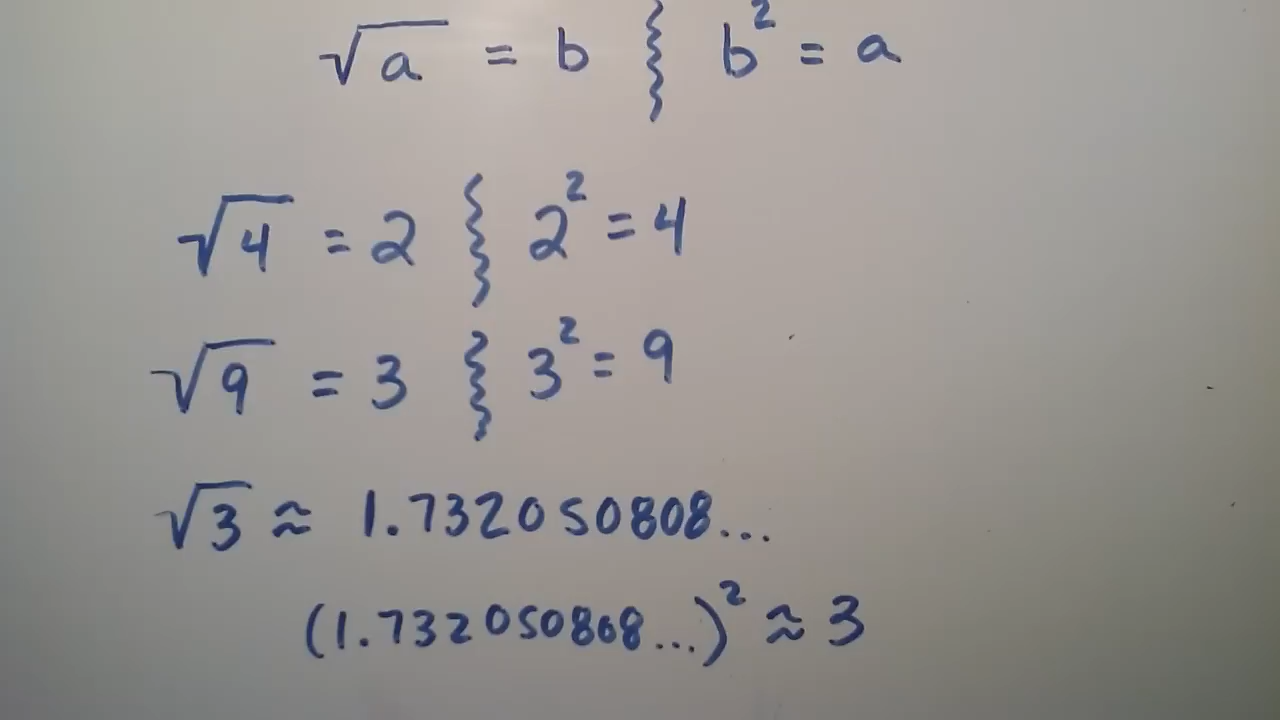 √a = b b² = a
√4 = 2 2² = 4
√9 = 3 3² = 9
√3 ≈ 1.732050808...
(1.732050808...)² ≈ 3